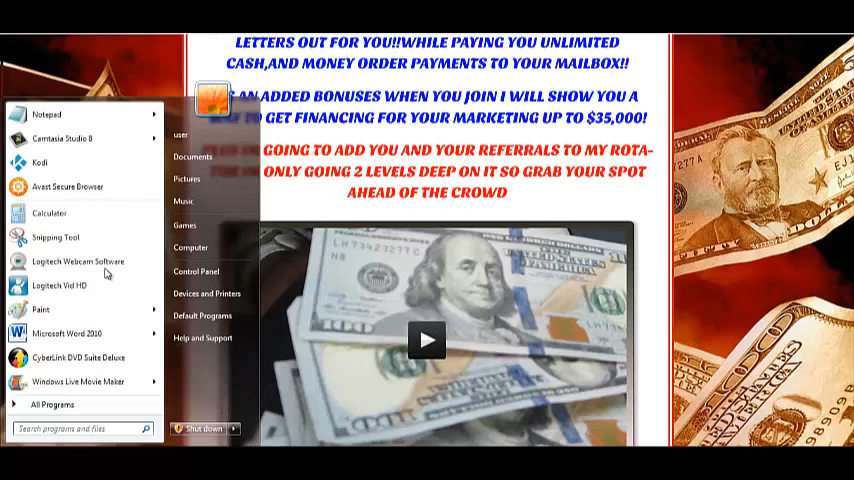 LETTERS OUT FOR YOU!!WHILE PAYING YOU UNLIMITED
CASH,AND MONEY ORDER PAYMENTS TO YOUR MAILBOX!!
AN ADDED BONUSES WHEN YOU JOIN I WILL SHOW YOU A
TO GET FINANCING FOR YOUR MARKETING UP TO $35,000!
GOING TO ADD YOU AND YOUR REFERRALS TO MY ROTA-
ONLY GOING 2 LEVELS DEEP ON IT SO GRAB YOUR SPOT
AHEAD OF THE CROWD
Notepad
Camtasia Studio 8
Kodi
Avast Secure Browser
Calculator
Snipping Tool
Logitech Webcam Software
Logitech Vid HD
Paint
Microsoft Word 2010
CyberLink DVD Suite Deluxe
Windows Live Movie Maker
All Programs
Search programs and files
user
Documents
Pictures
Music
Games
Computer
Control Panel
Devices and Printers
Default Programs
Help and Support
Shut down
100
FIFTY